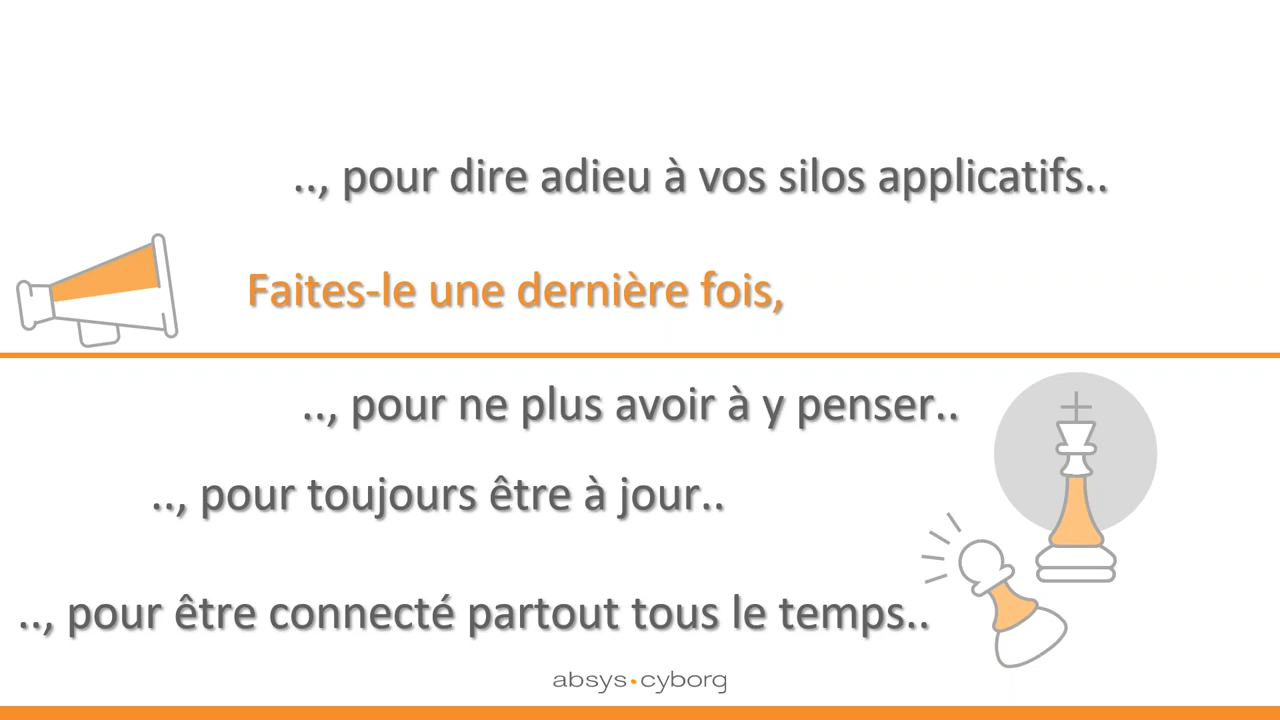 .., pour dire adieu à vos silos applicatifs..
Faites-le une dernière fois,
.., pour ne plus avoir à y penser..
.., pour toujours être à jour..
.., pour être connecté partout tous le temps..
absys•cyborg